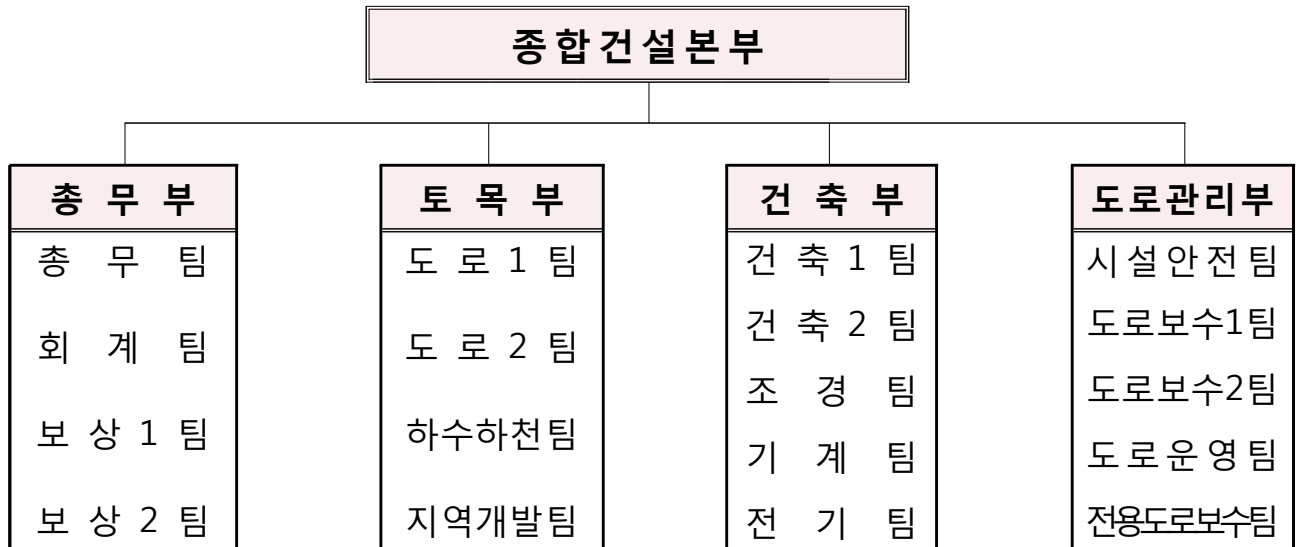 종합건설본부
총무부
총무팀
회계팀
보상1팀
보상2팀
토목부
도로1팀
도로2팀
하수하천팀
지역개발팀
건축부
건축1팀
건축2팀
조경팀
기계팀
전기팀
도로관리부
시설안전팀
도로보수1팀
도로보수2팀
도로운영팀
전용도로보수팀